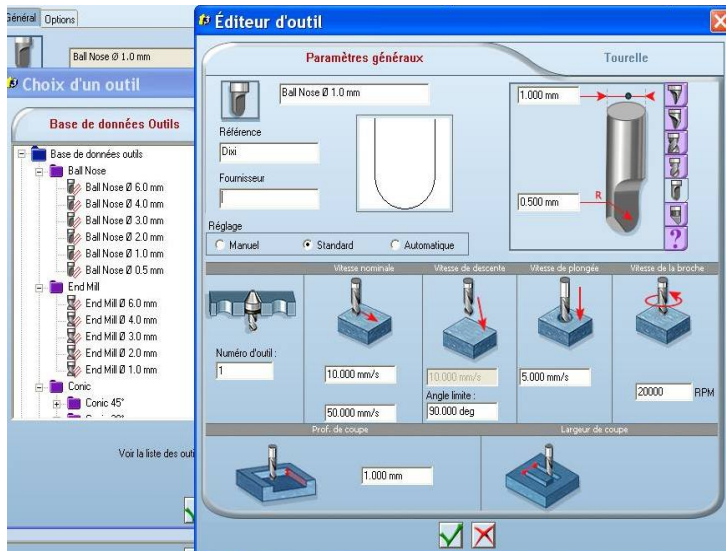 Général Options
Ball Nose Ø 1.0 mm
Choix d'un outil
Base de données Outils
Base de données outils
Ball Nose
Ball Nose Ø 6.0 mm
Ball Nose Ø 4.0 mm
Ball Nose Ø 3.0 mm
Ball Nose Ø 2.0 mm
Ball Nose Ø 1.0 mm
Ball Nose Ø 0.5 mm
End Mill
End Mill Ø 6.0 mm
End Mill Ø 4.0 mm
End Mill Ø 3.0 mm
End Mill Ø 2.0 mm
End Mill Ø 1.0 mm
Conic
Conic 45°
Voir la liste des outi
Éditeur d'outil
Paramètres généraux
Tourelle
Ball Nose Ø 1.0 mm
Référence
Dixi
Fournisseur
1.000 mm
0.500 mm
R
?
Réglage
Manuel Standard Automatique
Vitesse nominale Vitesse de descente Vitesse de plongée Vitesse de la broche
Numéro d'outil :
1
10.000 mm/s
50.000 mm/s
10.000 mm/s
Angle limite :
90.000 deg
5.000 mm/s
20000 RPM
Prof. de coupe Largeur de coupe
1.000 mm